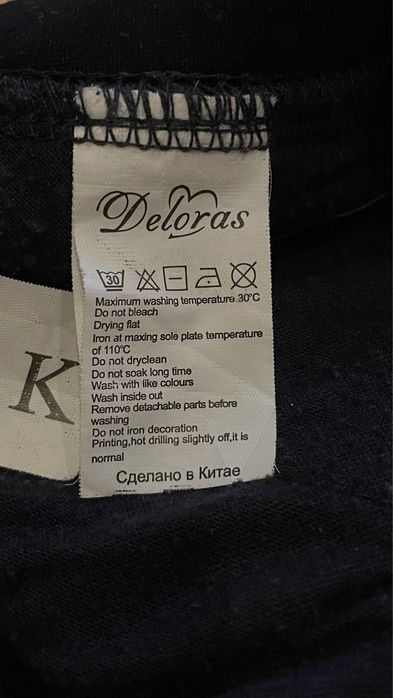 Deloras
30
Maximum washing temperature 30°C
Do not bleach
Drying flat
Iron at maxing sole plate temperature
of 110°C
Do not dryclean
Do not soak long time
Wash with like colours
Wash inside out
Remove detachable parts before
washing
Do not iron decoration
Printing,hot drilling slightly off,it is
normal
Сделано в Китае
K